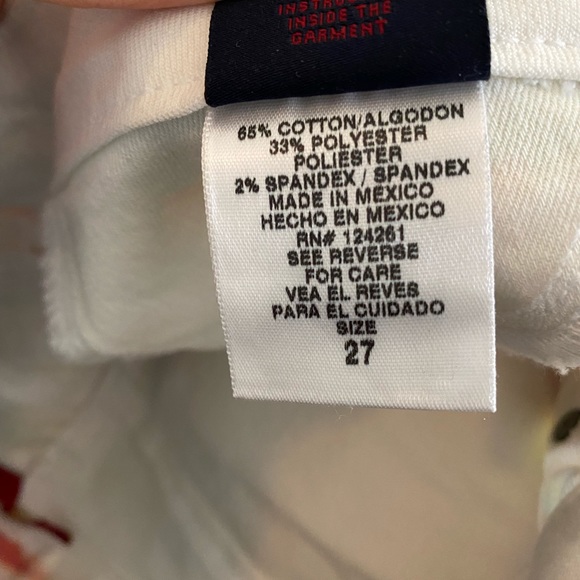 INSIDE THE
GARMENT
65% COTTON/ALGODON
33% POLYESTER
POLIESTER
2% SPANDEX / SPANDEX
MADE IN MEXICO
HECHO EN MEXICO
RN# 124261
SEE REVERSE
FOR CARE
VEA EL REVES
PARA EL CUIDADO
SIZE
27